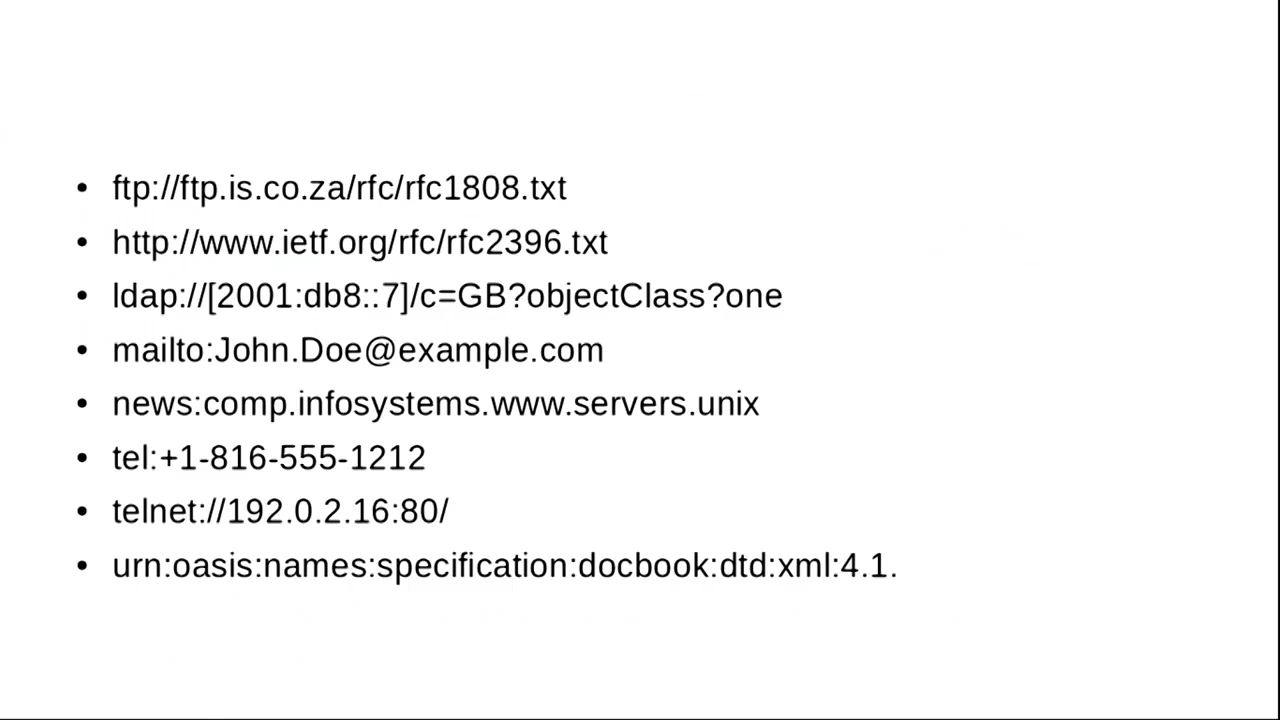 • ftp://ftp.is.co.za/rfc/rfc1808.txt
• http://www.ietf.org/rfc/rfc2396.txt
• ldap://[2001:db8::7]/c=GB?objectClass?one
• mailto:John.Doe@example.com
• news:comp.infosystems.www.servers.unix
• tel:+1-816-555-1212
• telnet://192.0.2.16:80/
• urn:oasis:names:specification:docbook:dtd:xml:4.1.